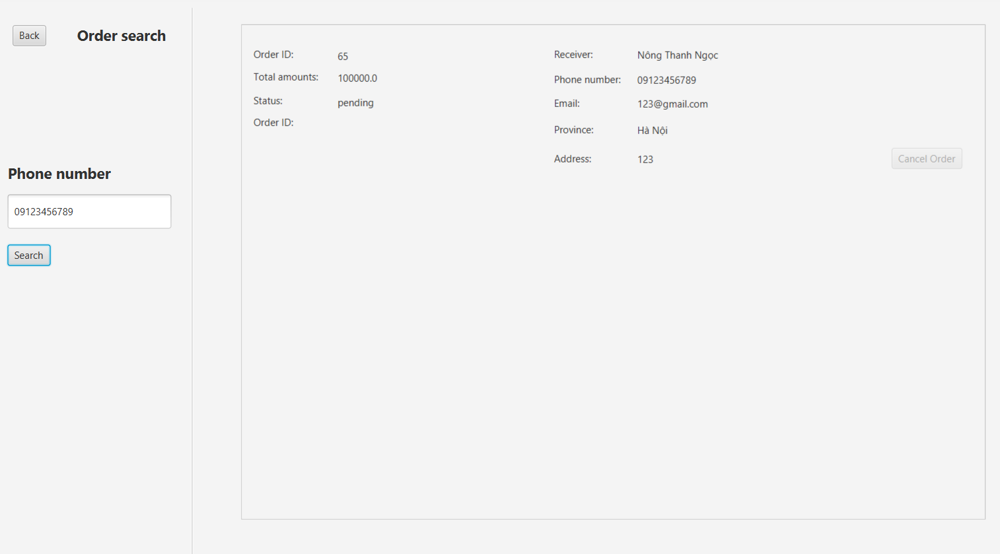 Back
Order search
Phone number
09123456789
Search
Order ID: 65
Total amounts: 100000.0
Status: pending
Order ID:
Receiver: Nông Thanh Ngọc
Phone number: 09123456789
Email: 123@gmail.com
Province: Hà Nội
Address: 123
Cancel Order